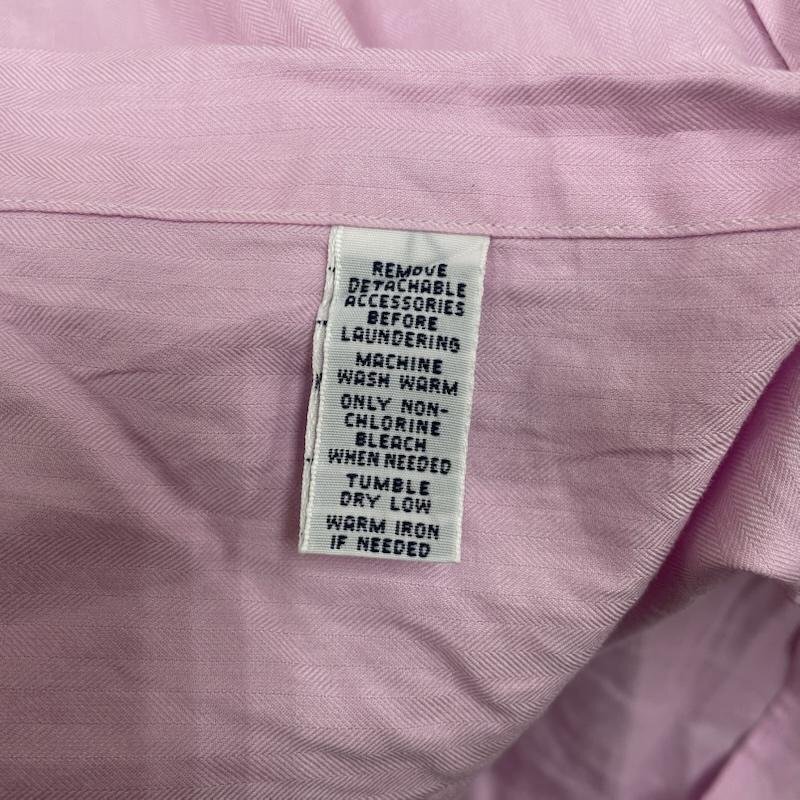 REMOVE
DETACHABLE
ACCESSORIES
BEFORE
LAUNDERING
MACHINE
WASH WARM
ONLY NON-
CHLORINE
BLEACH
WHEN NEEDED
TUMBLE
DRY LOW
WARM IRON
IF NEEDED